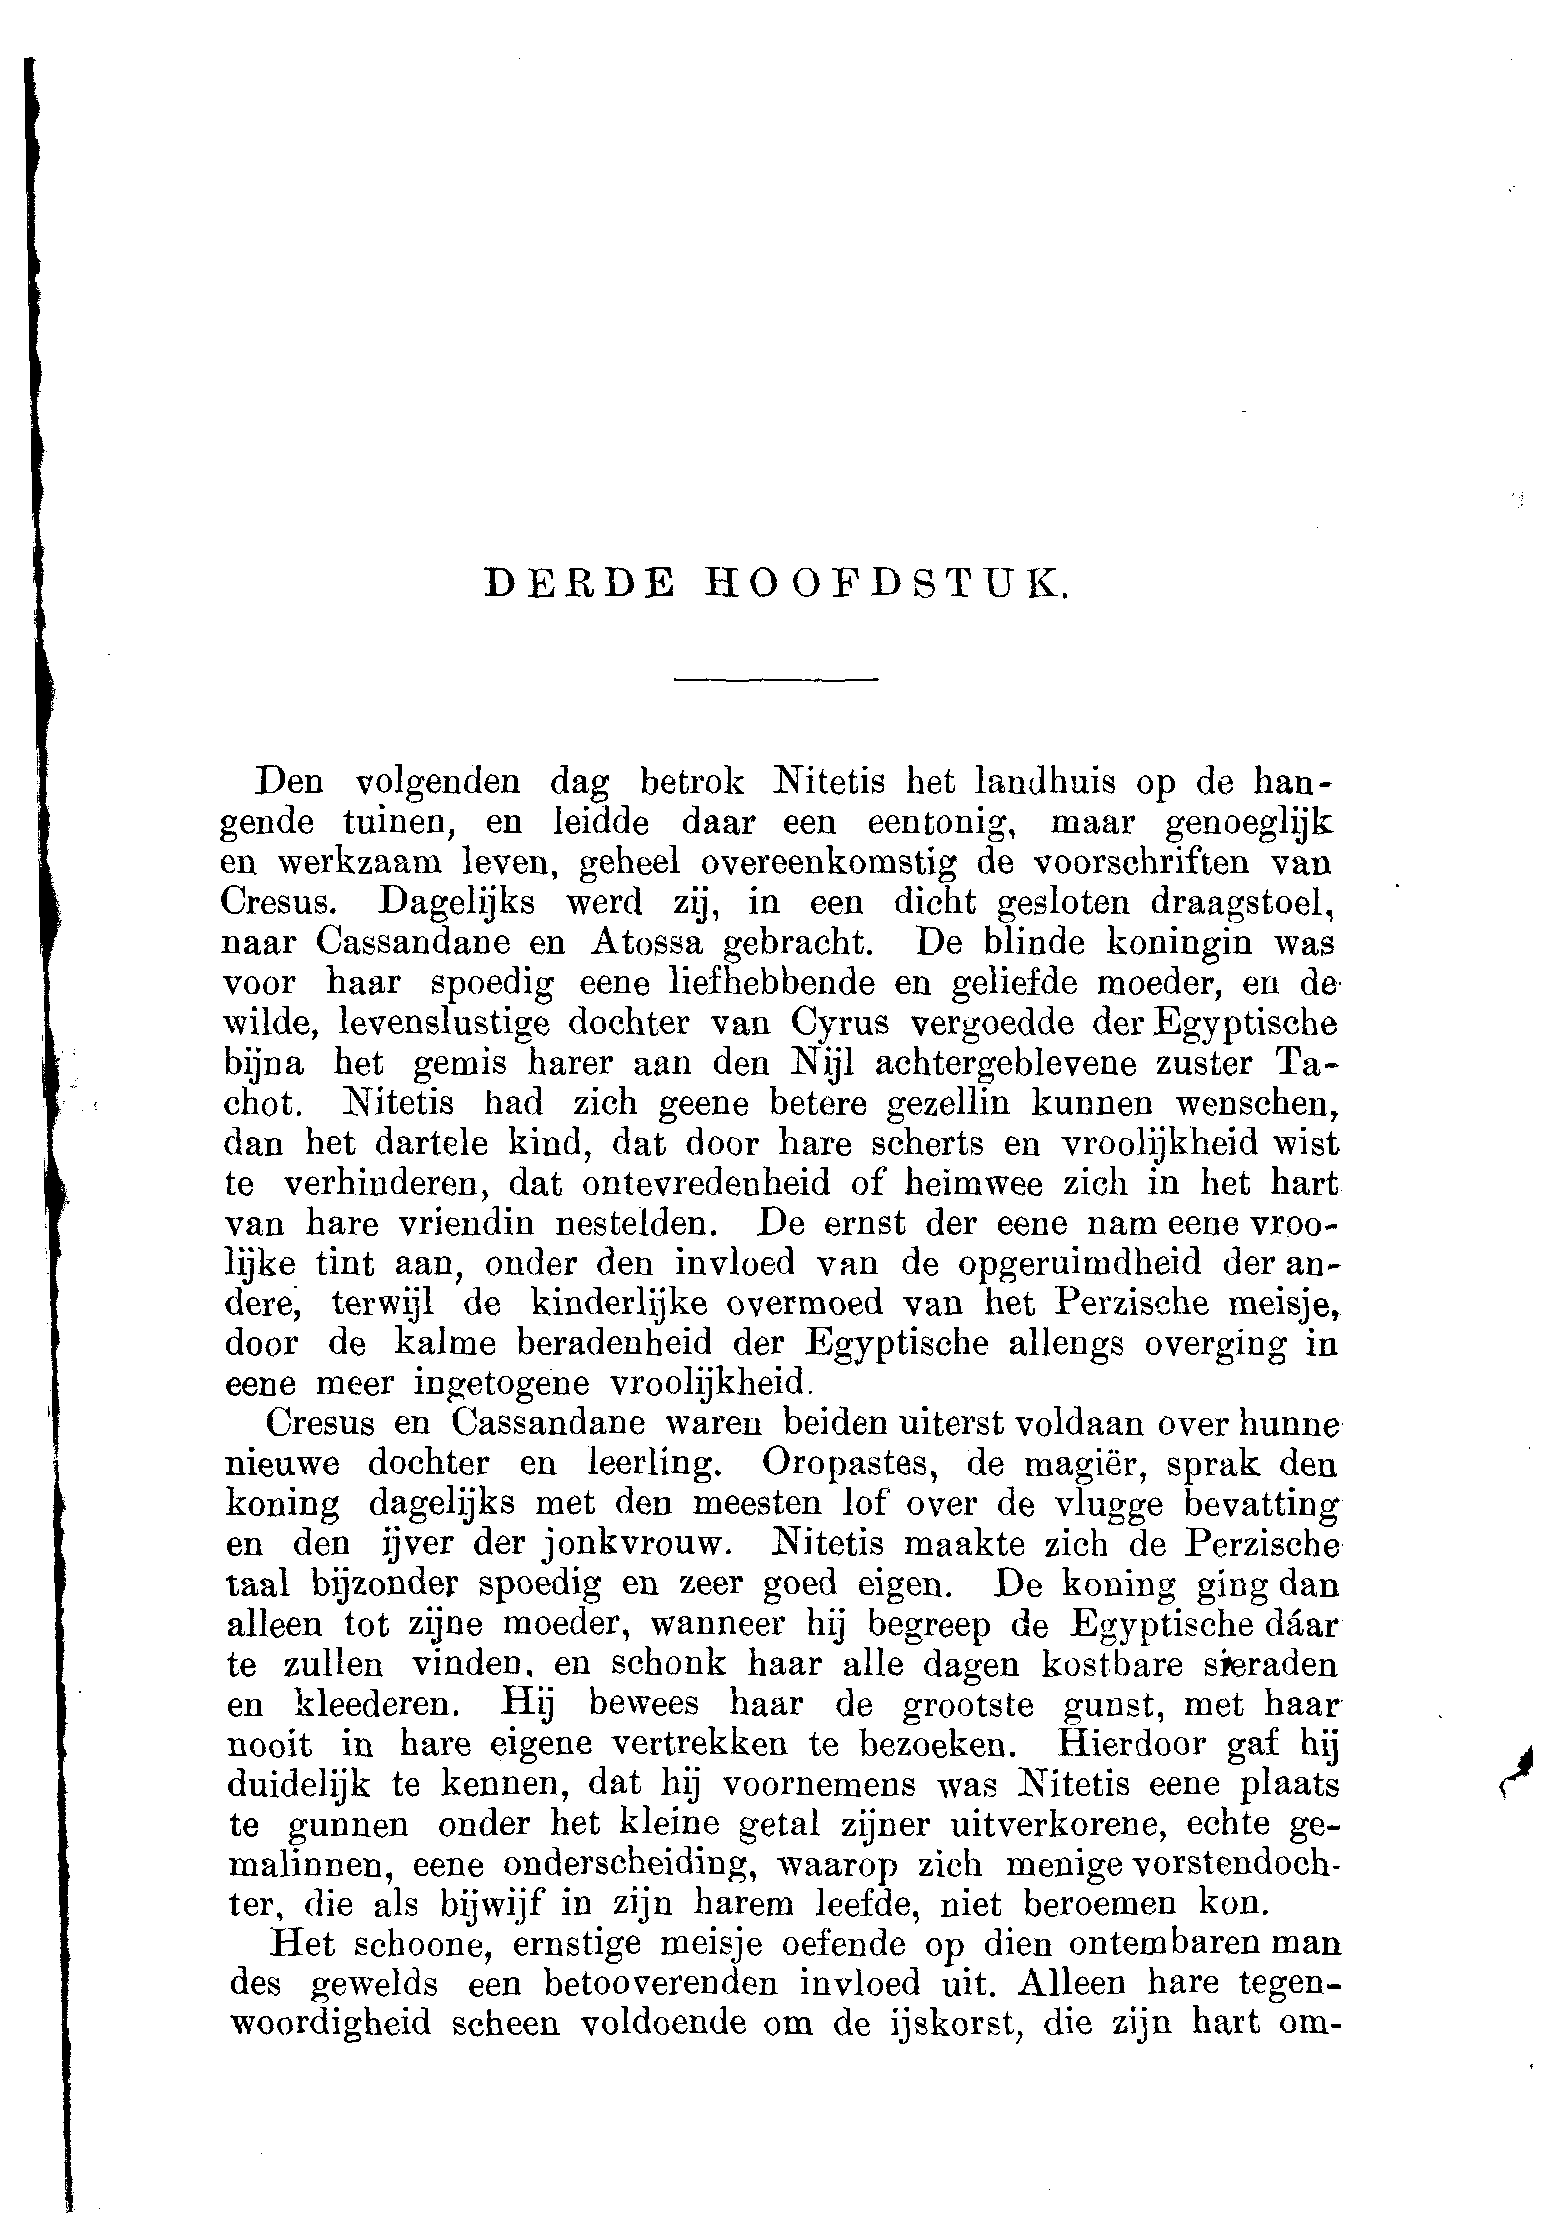 DERDE HOOFDSTUK.
Den volgenden dag betrok Nitetis het landhuis op de han-
gende tuinen, en leidde daar een eentonig, maar genoeglijk
en werkzaam leven, geheel overeenkomstig de voorschriften van
Cresus. Dagelijks werd zij, in een dicht gesloten draagstoel,
naar Cassandane en Atossa gebracht. De blinde koningin was
voor haar spoedig eene liefhebbende en geliefde moeder, en de
wilde, levenslustige dochter van Cyrus vergoedde der Egyptische
bijna het gemis harer aan den Nijl achtergeblevene zuster Ta-
chot. Nitetis had zich geene betere gezellin kunnen wenschen,
dan het dartele kind, dat door hare scherts en vroolijkheid wist
te verhinderen, dat ontevredenheid of heimwee zich in het hart
van hare vriendin nestelden. De ernst der eene nam eene vroo-
lijke tint aan, onder den invloed van de opgeruimdheid der an-
dere, terwijl de kinderlijke overmoed van het Perzische meisje,
door de kalme beradenheid der Egyptische allengs overging in
eene meer ingetogene vroolijkheid.
Cresus en Cassandane waren beiden uiterst voldaan over hunne
nieuwe dochter en leerling. Oropastes, de magiër, sprak den
koning dagelijks met den meesten lof over de vlugge bevatting
en den ijver der jonkvrouw. Nitetis maakte zich de Perzische
taal bijzonder spoedig en zeer goed eigen. De koning ging dan
alleen tot zijne moeder, wanneer hij begreep de Egyptische dáar
te zullen vinden, en schonk haar alle dagen kostbare sieraden
en kleederen. Hij bewees haar de grootste gunst, met haar
nooit in hare eigene vertrekken te bezoeken. Hierdoor gaf hij
duidelijk te kennen, dat hij voornemens was Nitetis eene plaats
te gunnen onder het kleine getal zijner uitverkorene, echte ge-
malinnen, eene onderscheiding, waarop zich menige vorstendoch-
ter, die als bijwijf in zijn harem leefde, niet beroemen kon.
Het schoone, ernstige meisje oefende op dien ontembaren man
des gewelds een betooverenden invloed uit. Alleen hare tegen-
woordigheid scheen voldoende om de ijskorst, die zijn hart om-